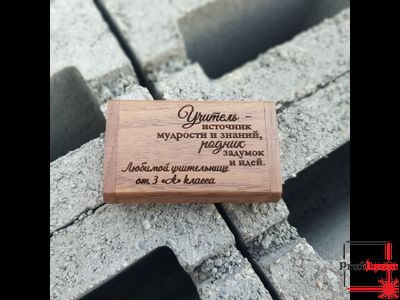 Учитель -
источник
мудрости и знаний,
родник
задумок
и идей.
Любимой учительнице
от 3 «А» класса